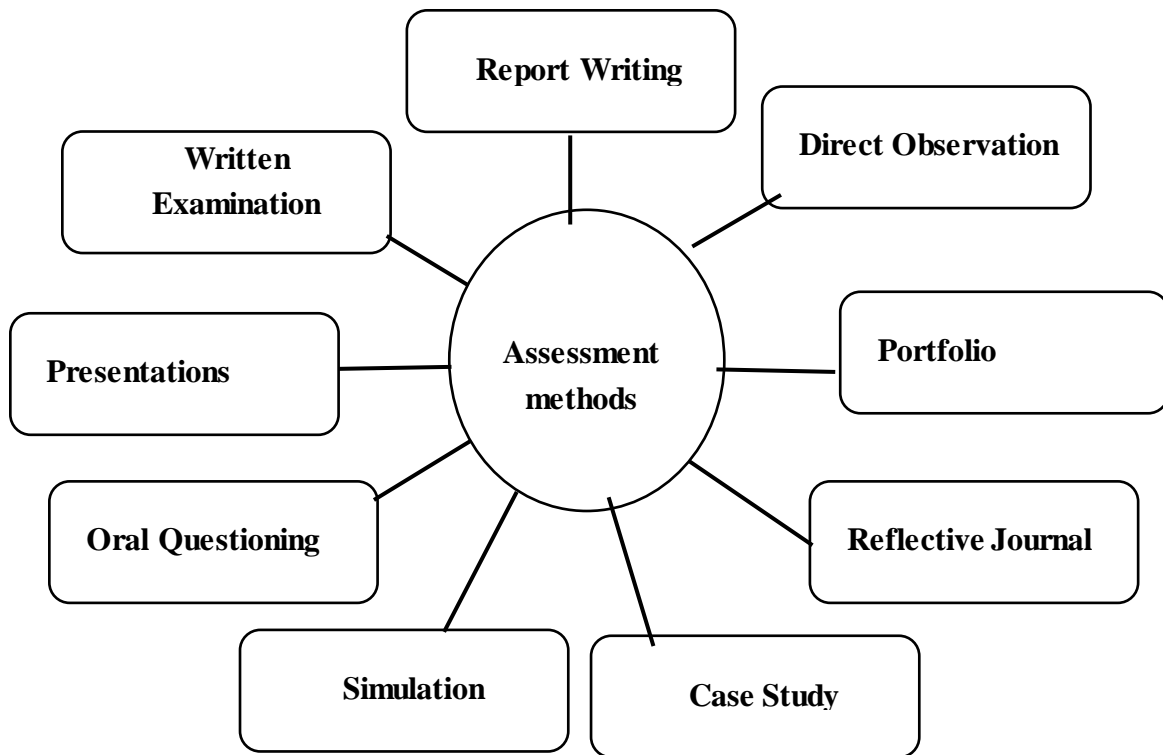 Report Writing
Direct Observation
Written
Examination
Portfolio
Presentations
Assessment
methods
Reflective Journal
Oral Questioning
Simulation
Case Study